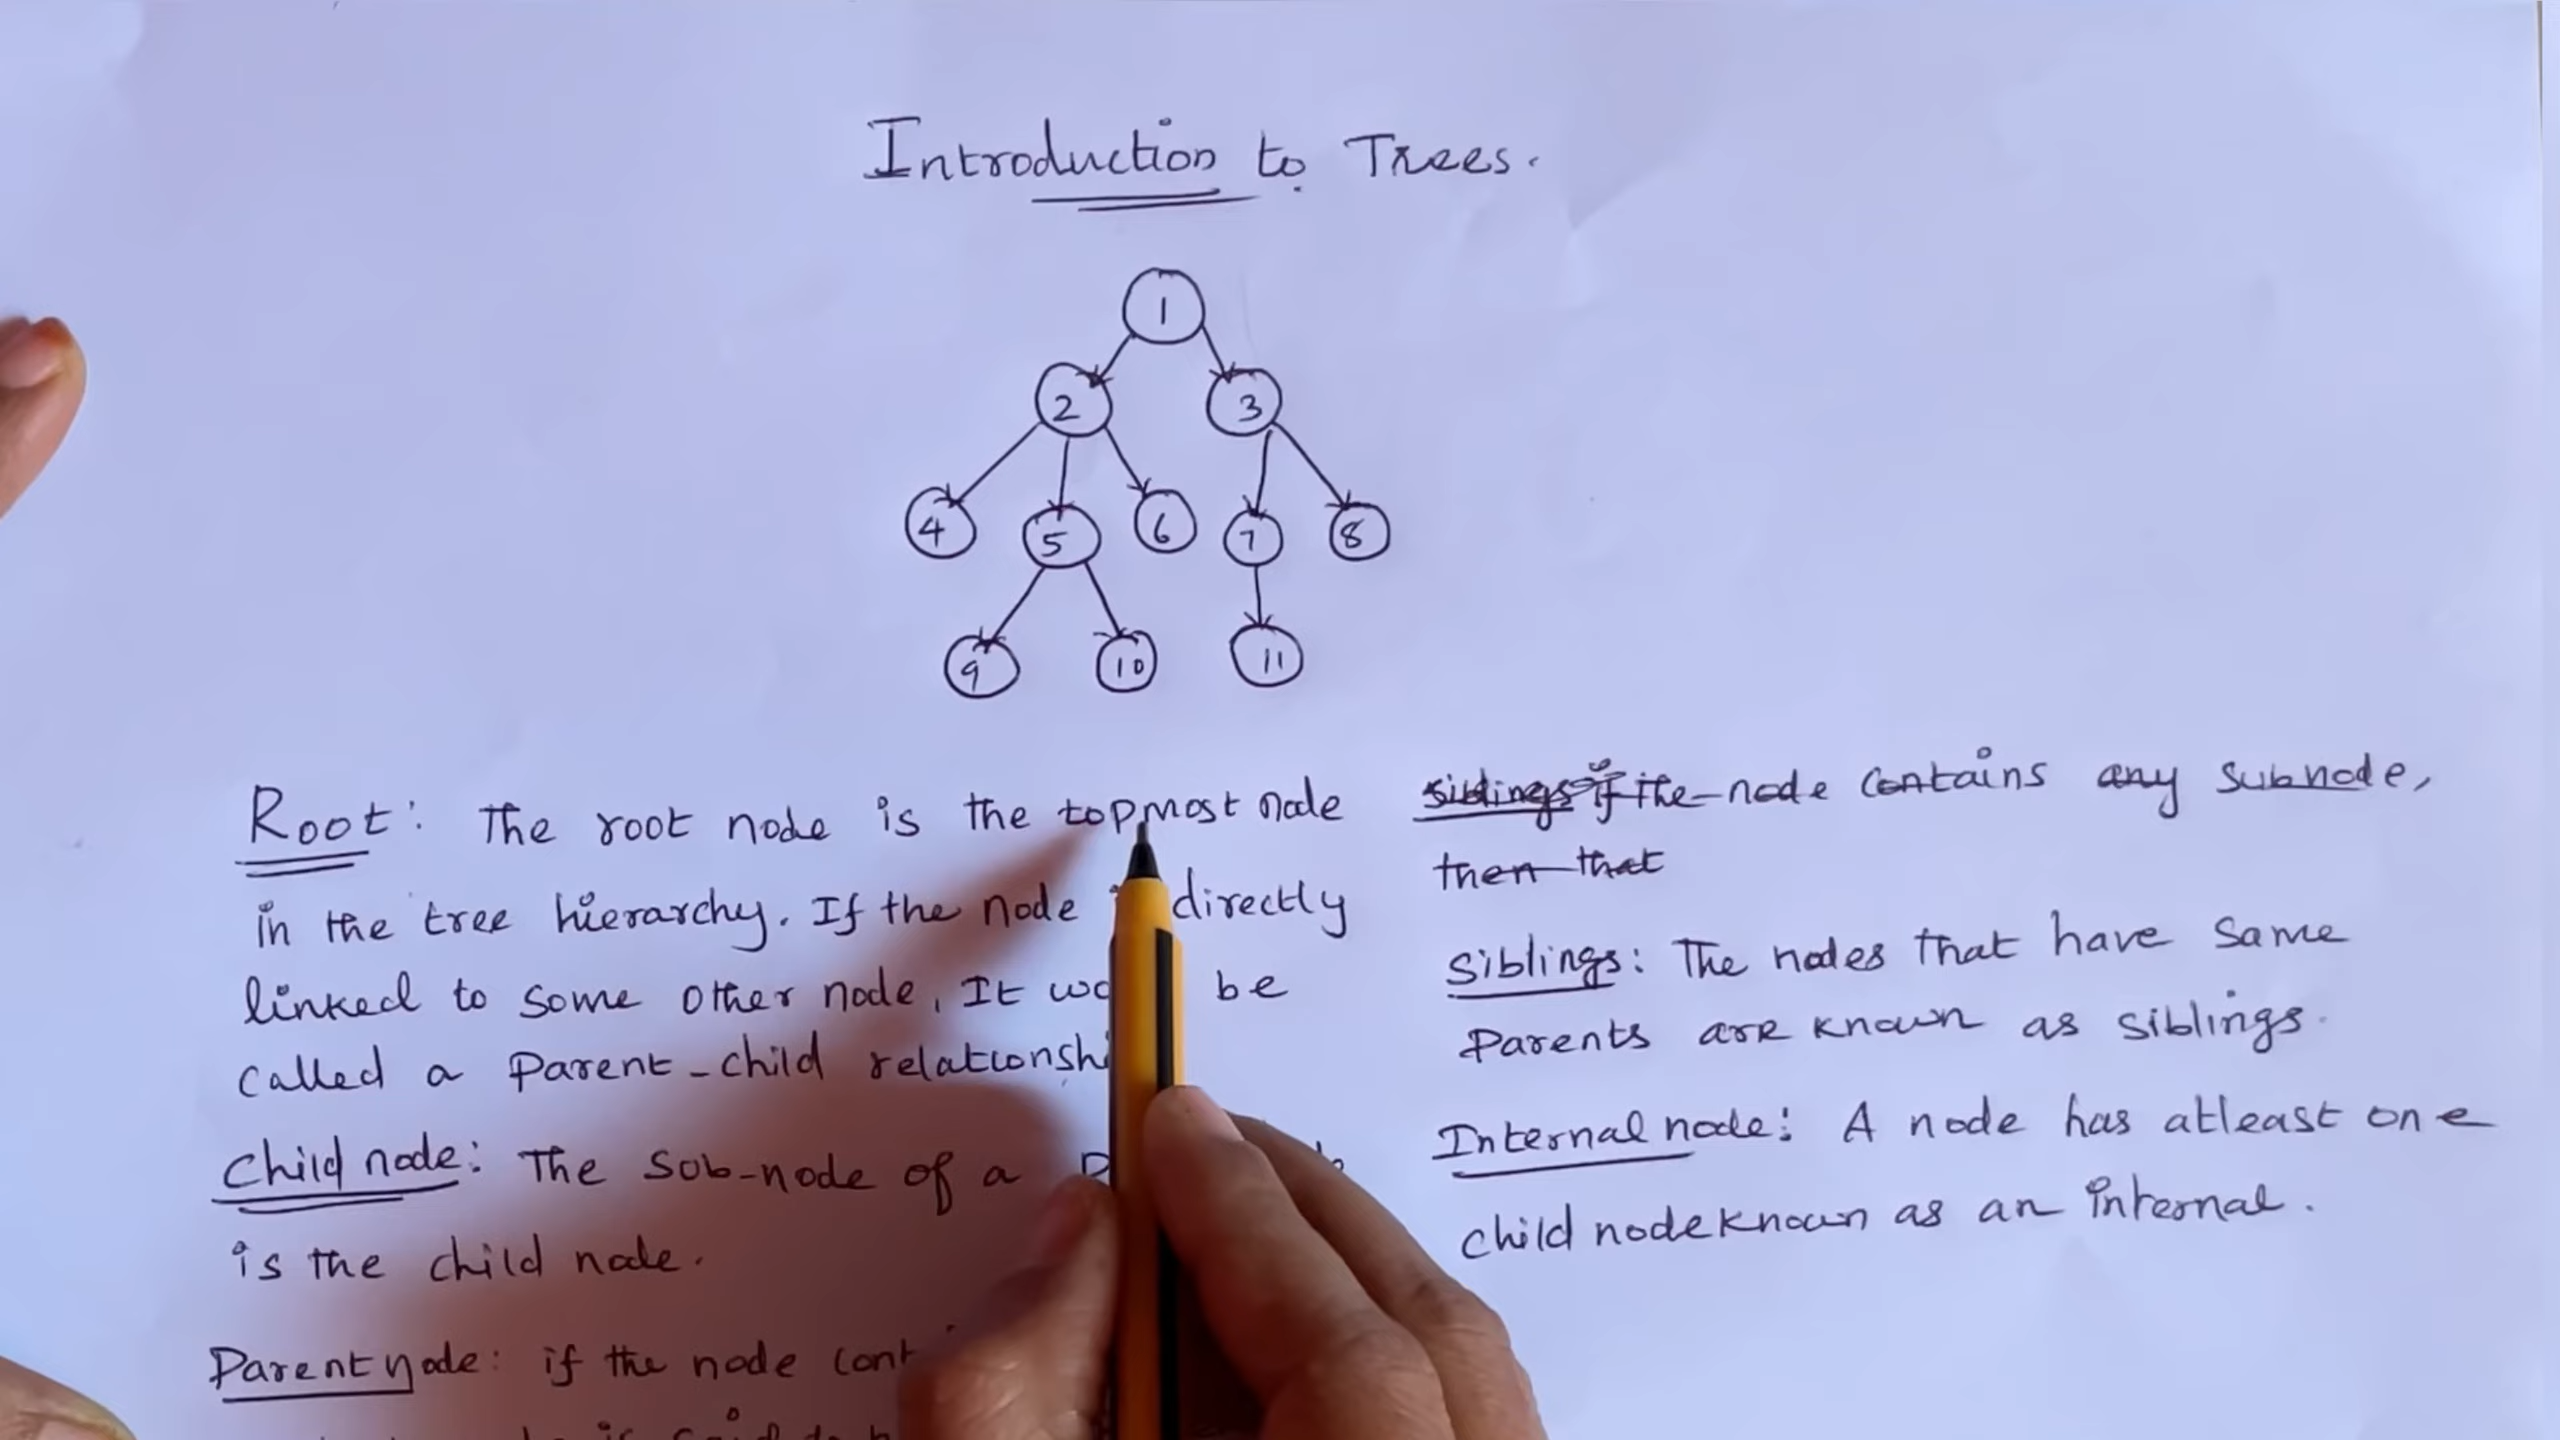 Introduction to Trees.
1
2 3
4 5 6 7 8
9 10 11
Root: The root node is the topmost node
in the tree hierarchy. If the node directly
linked to some other node, It be
called a Parent-child
Child node: The Sub-node of a
is the child node.
Parent node: if the node
siblings if the node contains any subnode,
then that
Siblings: The nodes that have same
Parents are known as siblings.
Internal node: A node has atleast one
child node known as an internal.